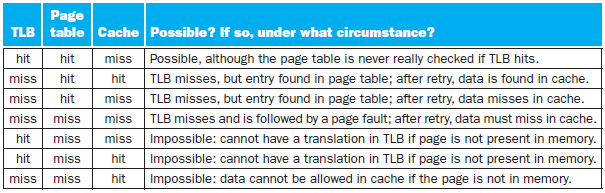 TLB Page table Cache Possible? If so, under what circumstance?
hit hit miss Possible, although the page table is never really checked if TLB hits.
miss hit hit TLB misses, but entry found in page table; after retry, data is found in cache.
miss hit miss TLB misses, but entry found in page table; after retry, data misses in cache.
miss miss miss TLB misses and is followed by a page fault; after retry, data must miss in cache.
hit miss miss Impossible: cannot have a translation in TLB if page is not present in memory.
hit miss hit Impossible: cannot have a translation in TLB if page is not present in memory.
miss miss hit Impossible: data cannot be allowed in cache if the page is not in memory.